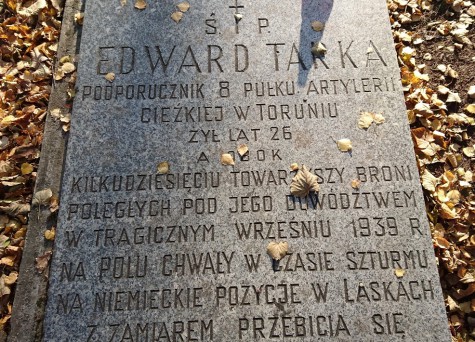 Ś. P.
EDWARD TARKA
PODPORUCZNIK 8 PUŁKU ARTYLERII
CIĘŻKIEJ W TORUNIU
ŻYŁ LAT 26
A OBOK
KILKUDZIESIĘCIU TOWARZYSZY BRONI
POLEGŁYCH POD JEGO DOWÓDZTWEM
W TRAGICZNYM WRZEŚNIU 1939 R
NA POLU CHWAŁY W CZASIE SZTURMU
NA NIEMIECKIE POZYCJE W ŁASKACH
Z ZAMIAREM PRZEBICIA SIĘ